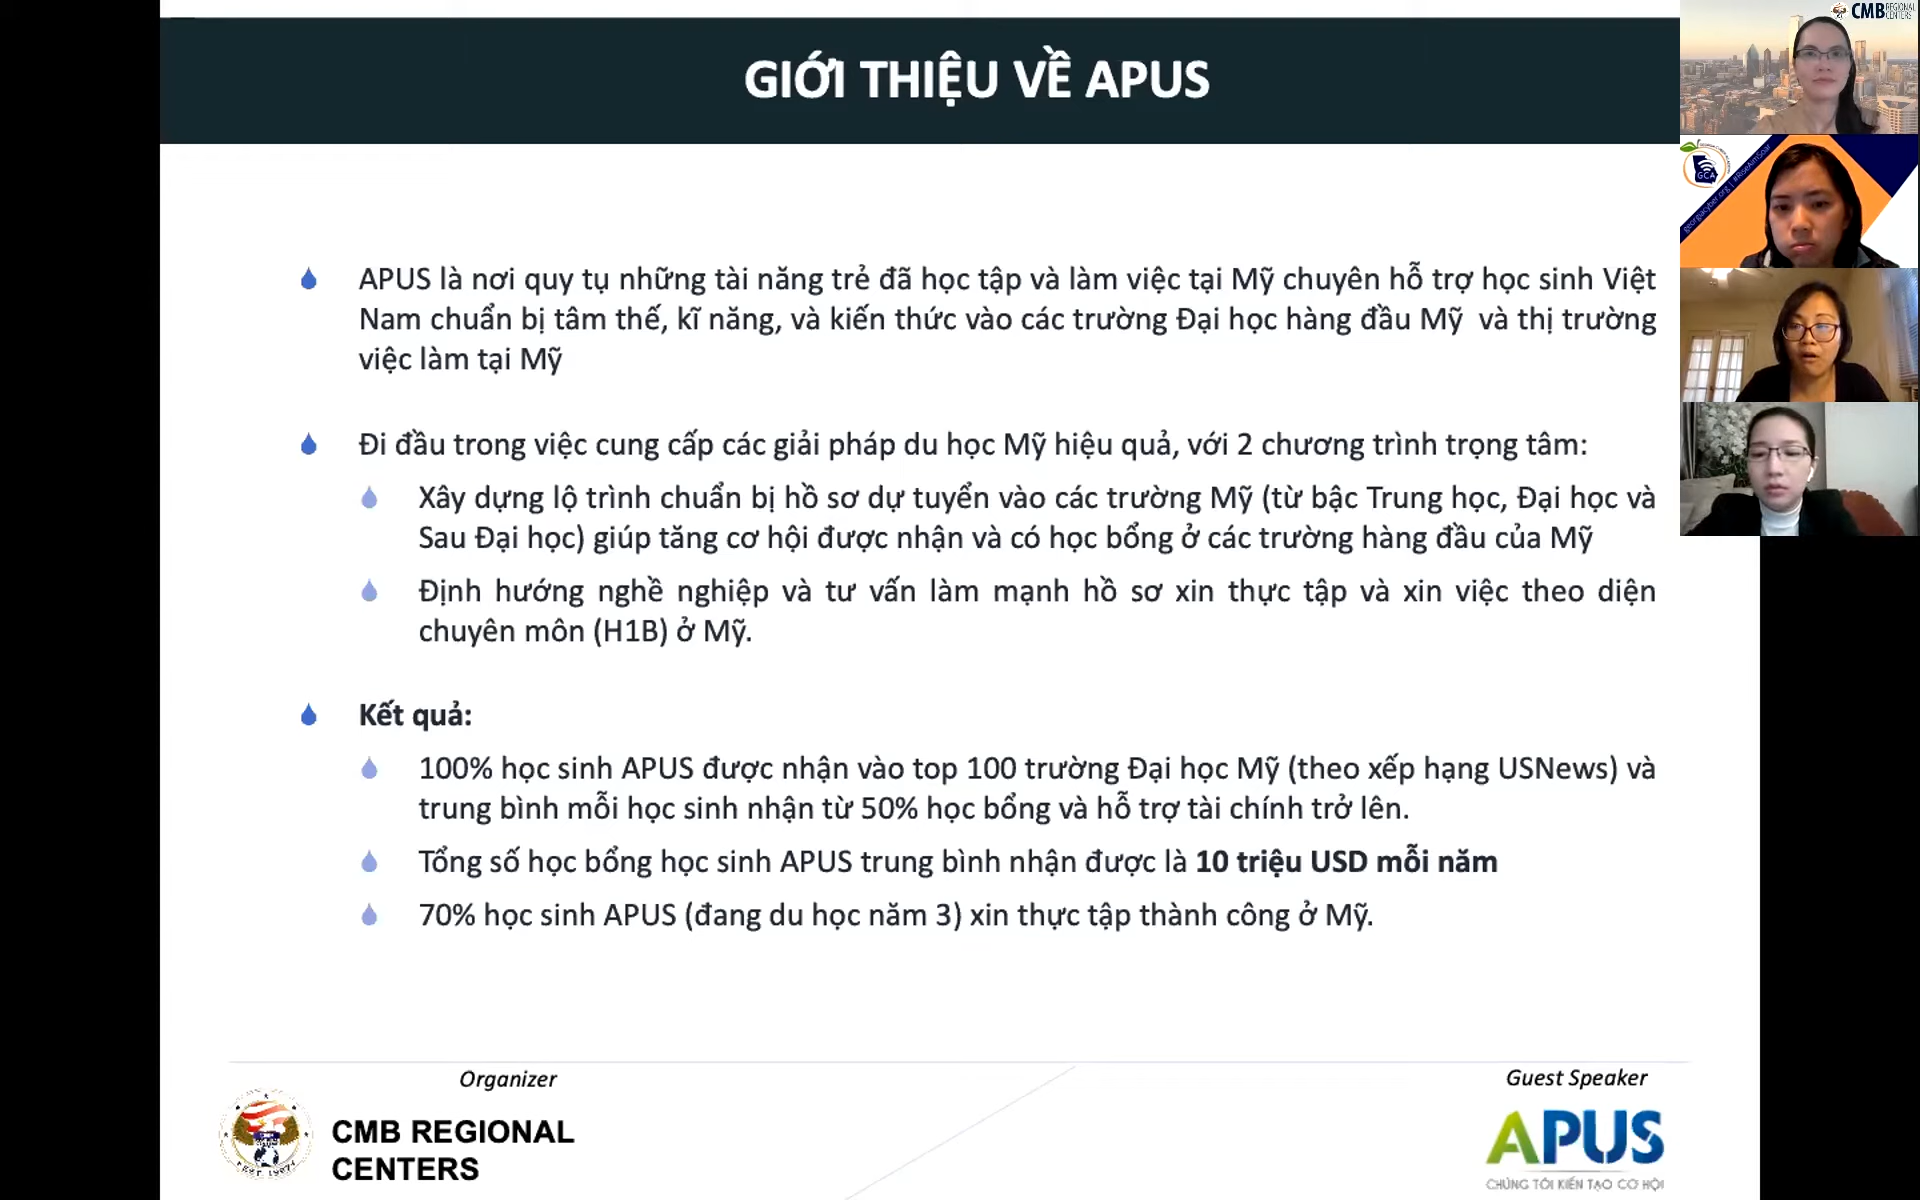 GIỚI THIỆU VỀ APUS
APUS là nơi quy tụ những tài năng trẻ đã học tập và làm việc tại Mỹ chuyên hỗ trợ học sinh Việt
Nam chuẩn bị tâm thế, kĩ năng, và kiến thức vào các trường Đại học hàng đầu Mỹ và thị trường
việc làm tại Mỹ
Đi đầu trong việc cung cấp các giải pháp du học Mỹ hiệu quả, với 2 chương trình trọng tâm:
Xây dựng lộ trình chuẩn bị hồ sơ dự tuyển vào các trường Mỹ (từ bậc Trung học, Đại học và
Sau Đại học) giúp tăng cơ hội được nhận và có học bổng ở các trường hàng đầu của Mỹ
Định hướng nghề nghiệp và tư vấn làm mạnh hồ sơ xin thực tập và xin việc theo diện
chuyên môn (H1B) ở Mỹ.
Kết quả:
100% học sinh APUS được nhận vào top 100 trường Đại học Mỹ (theo xếp hạng USNews) và
trung bình mỗi học sinh nhận từ 50% học bổng và hỗ trợ tài chính trở lên.
Tổng số học bổng học sinh APUS trung bình nhận được là 10 triệu USD mỗi năm
70% học sinh APUS (đang du học năm 3) xin thực tập thành công ở Mỹ.
Organizer
CMB REGIONAL
CENTERS
Guest Speaker
APUS
CHÚNG TÔI KIẾN TẠO CƠ HỘI
CMB REGIONAL
CENTERS
GCA
georgiacyber.org | #RiseAimSoar